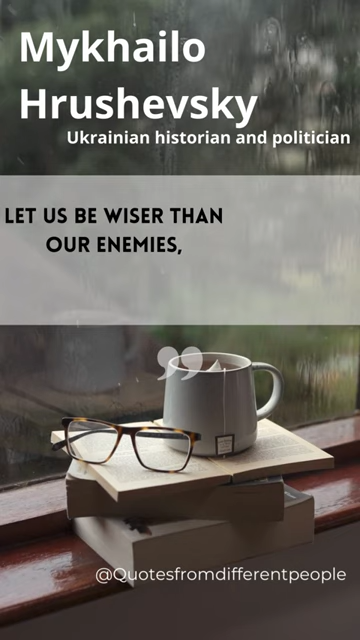 Mykhailo
Hrushevsky
Ukrainian historian and politician
LET US BE WISER THAN
OUR ENEMIES,
”
@Quotesfromdifferentpeople